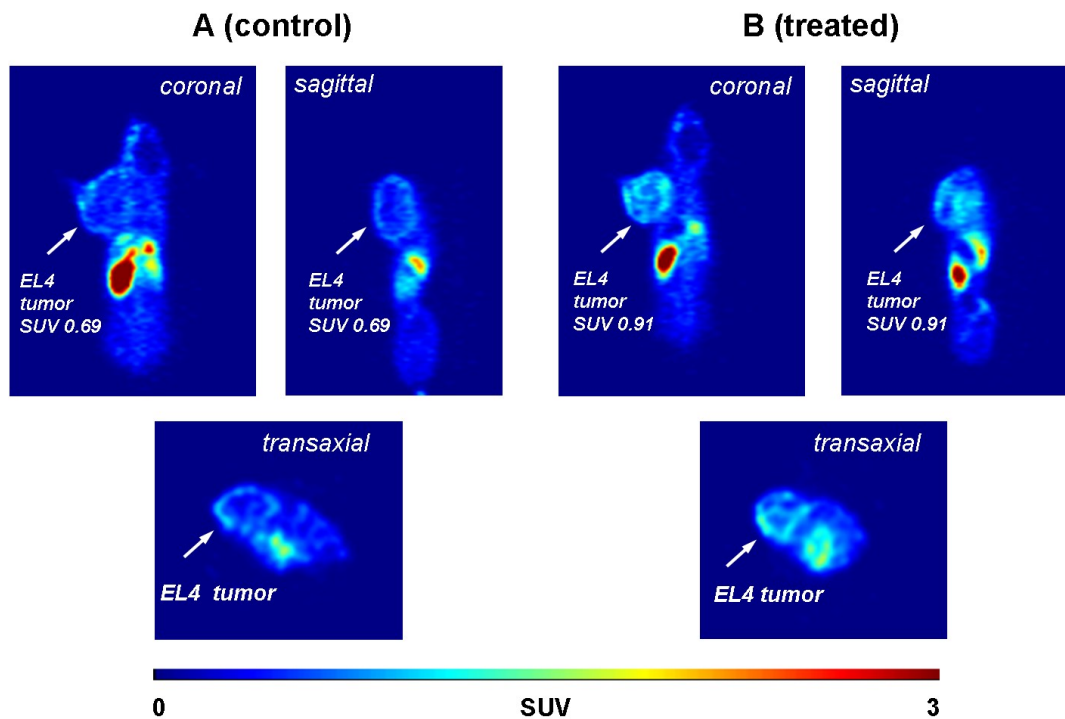 A (control)
B (treated)
coronal
sagittal
coronal
sagittal
EL4
tumor
SUV 0.69
EL4
tumor
SUV 0.69
EL4
tumor
SUV 0.91
EL4
tumor
SUV 0.91
transaxial
transaxial
EL4 tumor
EL4 tumor
0
SUV
3